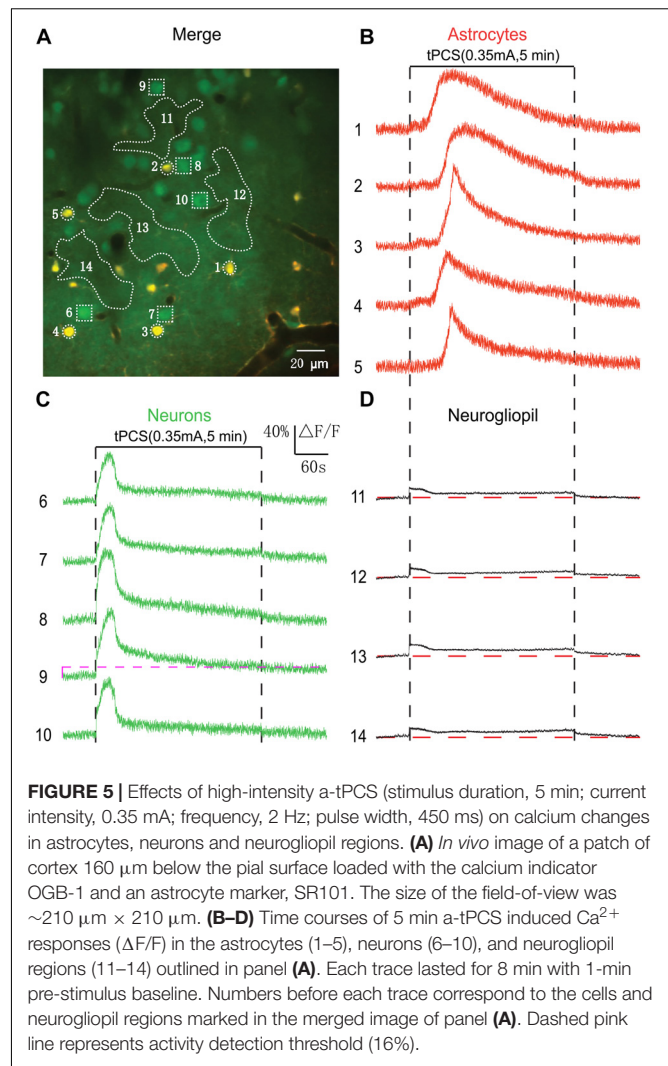 A
Merge
9
11
2
8
12
10
5
13
14
1
6
7
4
3
20 μm
B
Astrocytes
tPCS(0.35mA,5 min)
1
2
3
4
5
C
Neurons
tPCS(0.35mA,5 min)
40% △F/F
60s
6
7
8
9
10
D
Neurogliopil
11
12
13
14
FIGURE 5 | Effects of high-intensity a-tPCS (stimulus duration, 5 min; current
intensity, 0.35 mA; frequency, 2 Hz; pulse width, 450 ms) on calcium changes
in astrocytes, neurons and neurogliopil regions. (A) In vivo image of a patch of
cortex 160 μm below the pial surface loaded with the calcium indicator
OGB-1 and an astrocyte marker, SR101. The size of the field-of-view was
~210 μm × 210 μm. (B–D) Time courses of 5 min a-tPCS induced Ca²⁺
responses (ΔF/F) in the astrocytes (1–5), neurons (6–10), and neurogliopil
regions (11–14) outlined in panel (A). Each trace lasted for 8 min with 1-min
pre-stimulus baseline. Numbers before each trace correspond to the cells and
neurogliopil regions marked in the merged image of panel (A). Dashed pink
line represents activity detection threshold (16%).